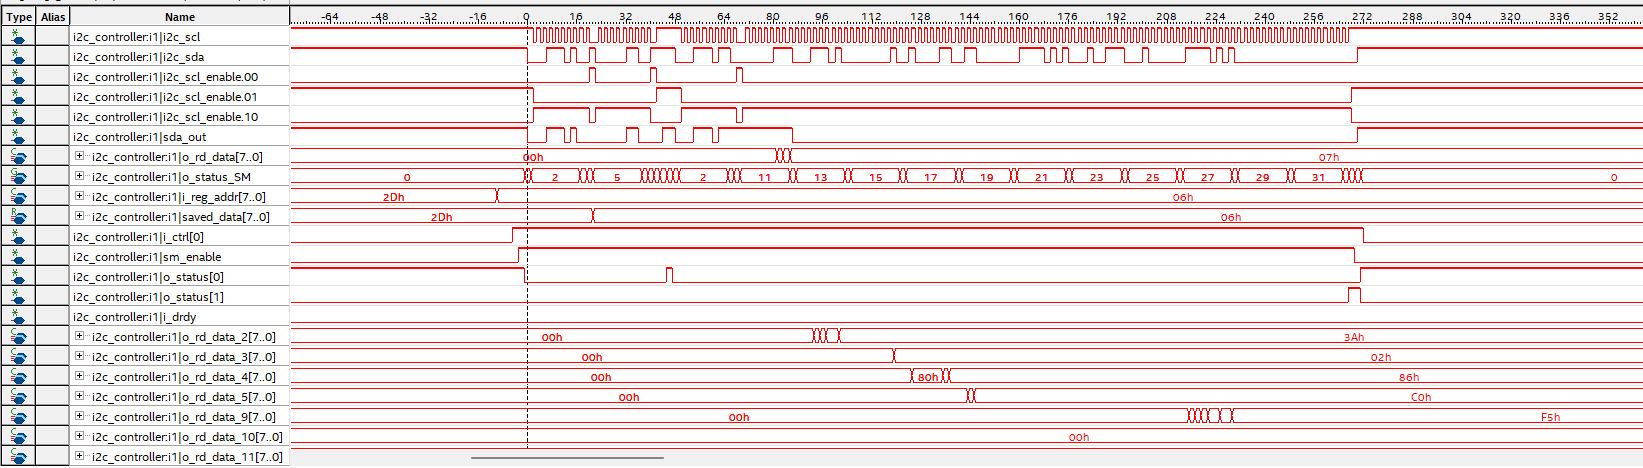 Type Alias Name -64 -48 -32 -16 0 16 32 48 64 80 96 112 128 144 160 176 192 208 224 240 256 272 288 304 320 336 352
i2c_controller:i1|i2c_scl
i2c_controller:i1|i2c_sda
i2c_controller:i1|i2c_scl_enable.00
i2c_controller:i1|i2c_scl_enable.01
i2c_controller:i1|i2c_scl_enable.10
i2c_controller:i1|sda_out
i2c_controller:i1|o_rd_data[7..0] 00h 07h
i2c_controller:i1|o_status_SM 0 2 5 2 11 13 15 17 19 21 23 25 27 29 31 0
i2c_controller:i1|i_reg_addr[7..0] 2Dh 06h
i2c_controller:i1|saved_data[7..0] 2Dh 06h
i2c_controller:i1|i_ctrl[0]
i2c_controller:i1|sm_enable
i2c_controller:i1|o_status[0]
i2c_controller:i1|o_status[1]
i2c_controller:i1|i_drdy
i2c_controller:i1|o_rd_data_2[7..0] 00h 3Ah
i2c_controller:i1|o_rd_data_3[7..0] 00h 02h
i2c_controller:i1|o_rd_data_4[7..0] 00h 80h 86h
i2c_controller:i1|o_rd_data_5[7..0] 00h C0h
i2c_controller:i1|o_rd_data_9[7..0] 00h F5h
i2c_controller:i1|o_rd_data_10[7..0] 00h
i2c_controller:i1|o_rd_data_11[7..0]